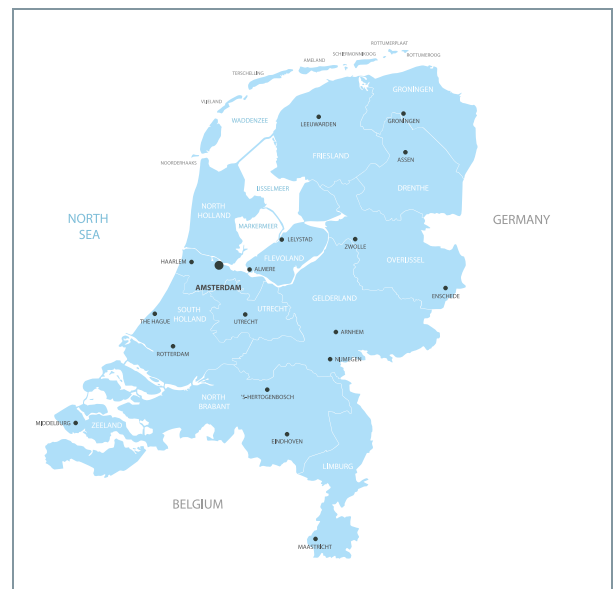 ROTTUMERPLAAT
SCHIERMONNIKOOG
ROTTUMEROOG
AMELAND
TERSCHELLING
VLIELAND
GRONINGEN
WADDENZEE
LEEUWARDEN
GRONINGEN
FRIESLAND
ASSEN
NOORDERHAAKS
DRENTHE
IJSSELMEER
NORTH
HOLLAND
NORTH
SEA
GERMANY
MARKERMEER
LELYSTAD
ZWOLLE
HAARLEM
FLEVOLAND
OVERIJSSEL
ALMERE
AMSTERDAM
ENSCHEDE
GELDERLAND
SOUTH
HOLLAND
UTRECHT
THE HAGUE
UTRECHT
ARNHEM
ROTTERDAM
NIJMEGEN
'S-HERTOGENBOSCH
NORTH
BRABANT
MIDDELBURG
ZEELAND
EINDHOVEN
LIMBURG
BELGIUM
MAASTRICHT